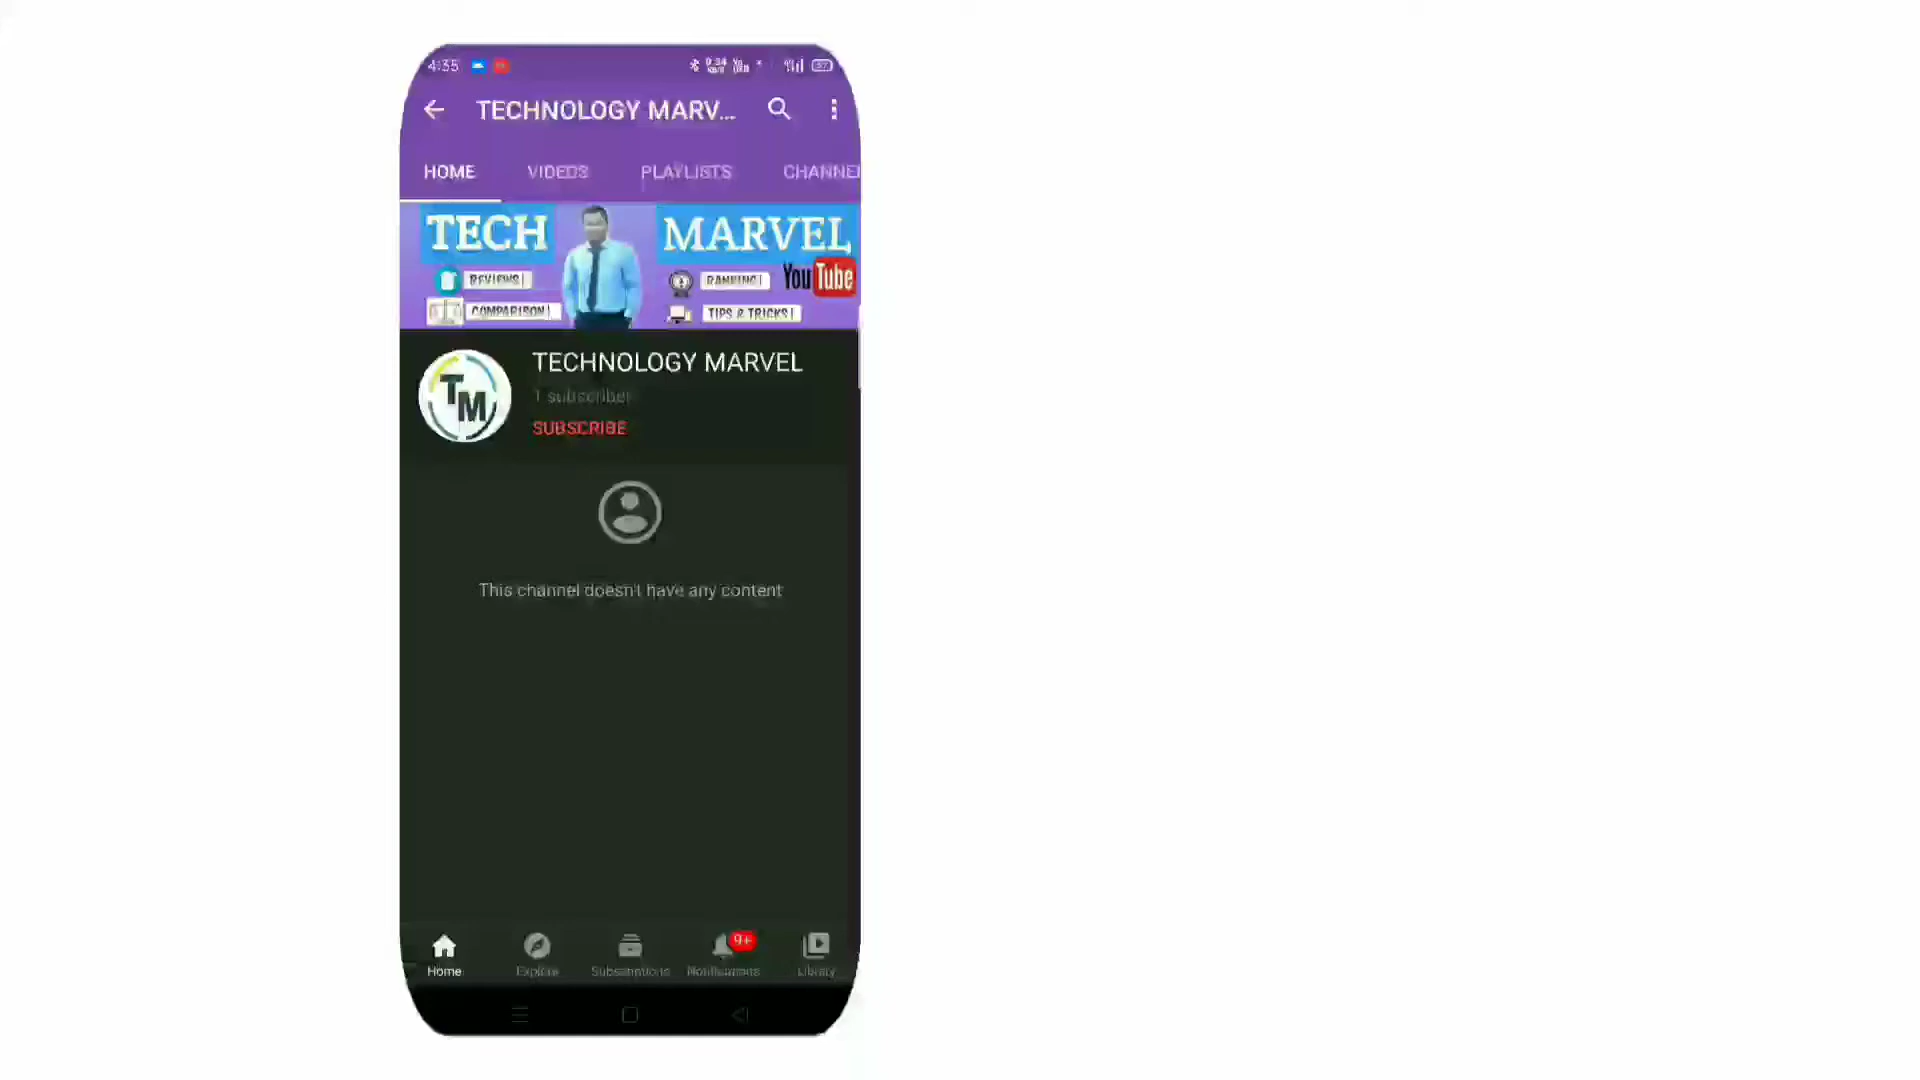 4:35
TECHNOLOGY MARV...
HOME VIDEOS PLAYLISTS CHANNEL
TECH MARVEL
REVIEWS| RANKING| YouTube
COMPARISON| TIPS & TRICKS|
TM
TECHNOLOGY MARVEL
1 subscriber
SUBSCRIBE
This channel doesn't have any content
9+
Home Explore Subscriptions Notifications Library